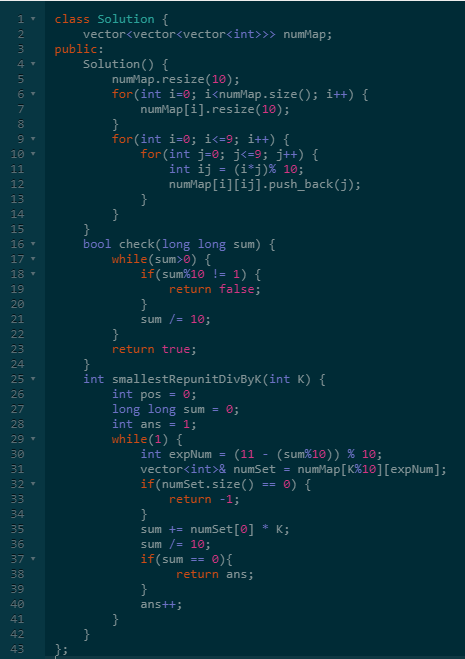 1 class Solution {
2     vector<vector<vector<int>>> numMap;
3 public:
4     Solution() {
5         numMap.resize(10);
6         for(int i=0; i<numMap.size(); i++) {
7             numMap[i].resize(10);
8         }
9         for(int i=0; i<=9; i++) {
10             for(int j=0; j<=9; j++) {
11                 int ij = (i*j)% 10;
12                 numMap[i][ij].push_back(j);
13             }
14         }
15     }
16     bool check(long long sum) {
17         while(sum>0) {
18             if(sum%10 != 1) {
19                 return false;
20             }
21             sum /= 10;
22         }
23         return true;
24     }
25     int smallestRepunitDivByK(int K) {
26         int pos = 0;
27         long long sum = 0;
28         int ans = 1;
29         while(1) {
30             int expNum = (11 - (sum%10)) % 10;
31             vector<int>& numSet = numMap[K%10][expNum];
32             if(numSet.size() == 0) {
33                 return -1;
34             }
35             sum += numSet[0] * K;
36             sum /= 10;
37             if(sum == 0){
38                  return ans;
39             }
40             ans++;
41         }
42     }
43 };